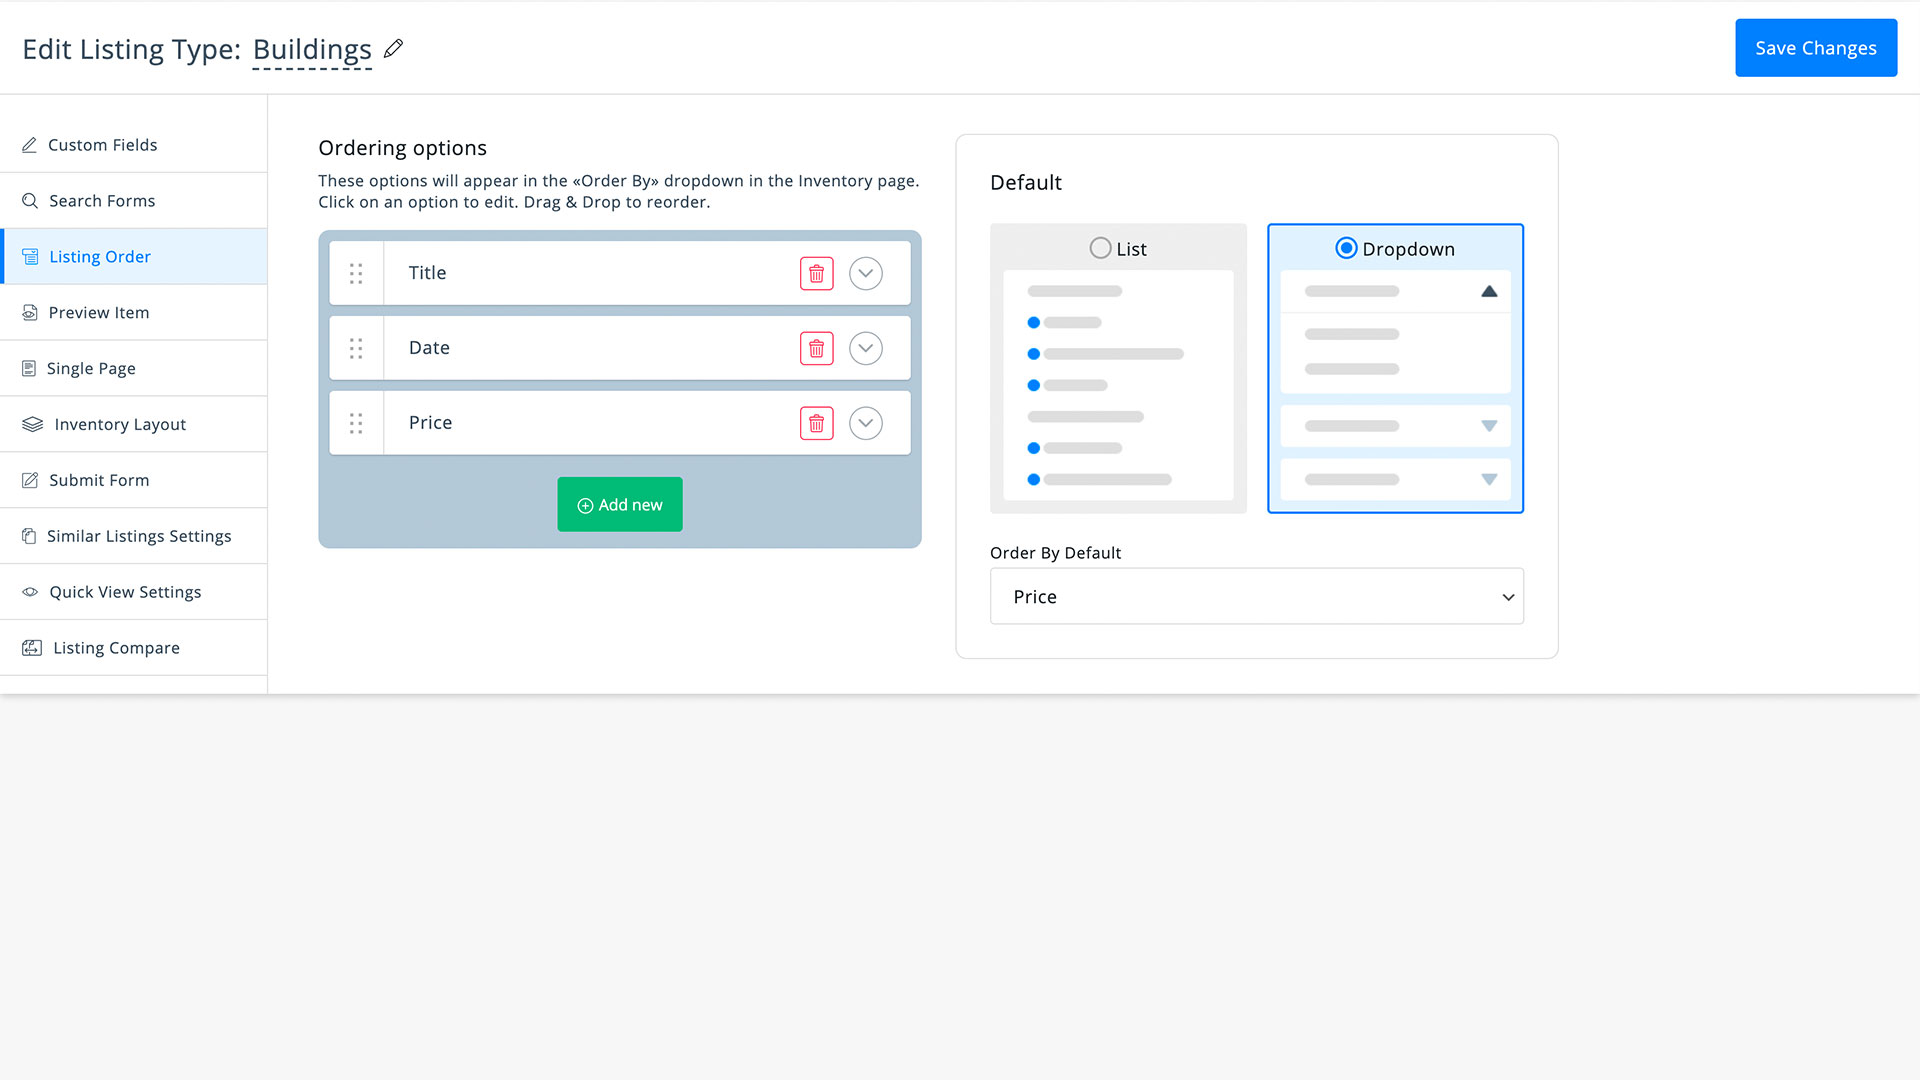 Edit Listing Type: Buildings
Save Changes
Custom Fields
Search Forms
Listing Order
Preview Item
Single Page
Inventory Layout
Submit Form
Similar Listings Settings
Quick View Settings
Listing Compare
Ordering options
These options will appear in the «Order By» dropdown in the Inventory page.
Click on an option to edit. Drag & Drop to reorder.
Title
Date
Price
Add new
Default
List
Dropdown
Order By Default
Price